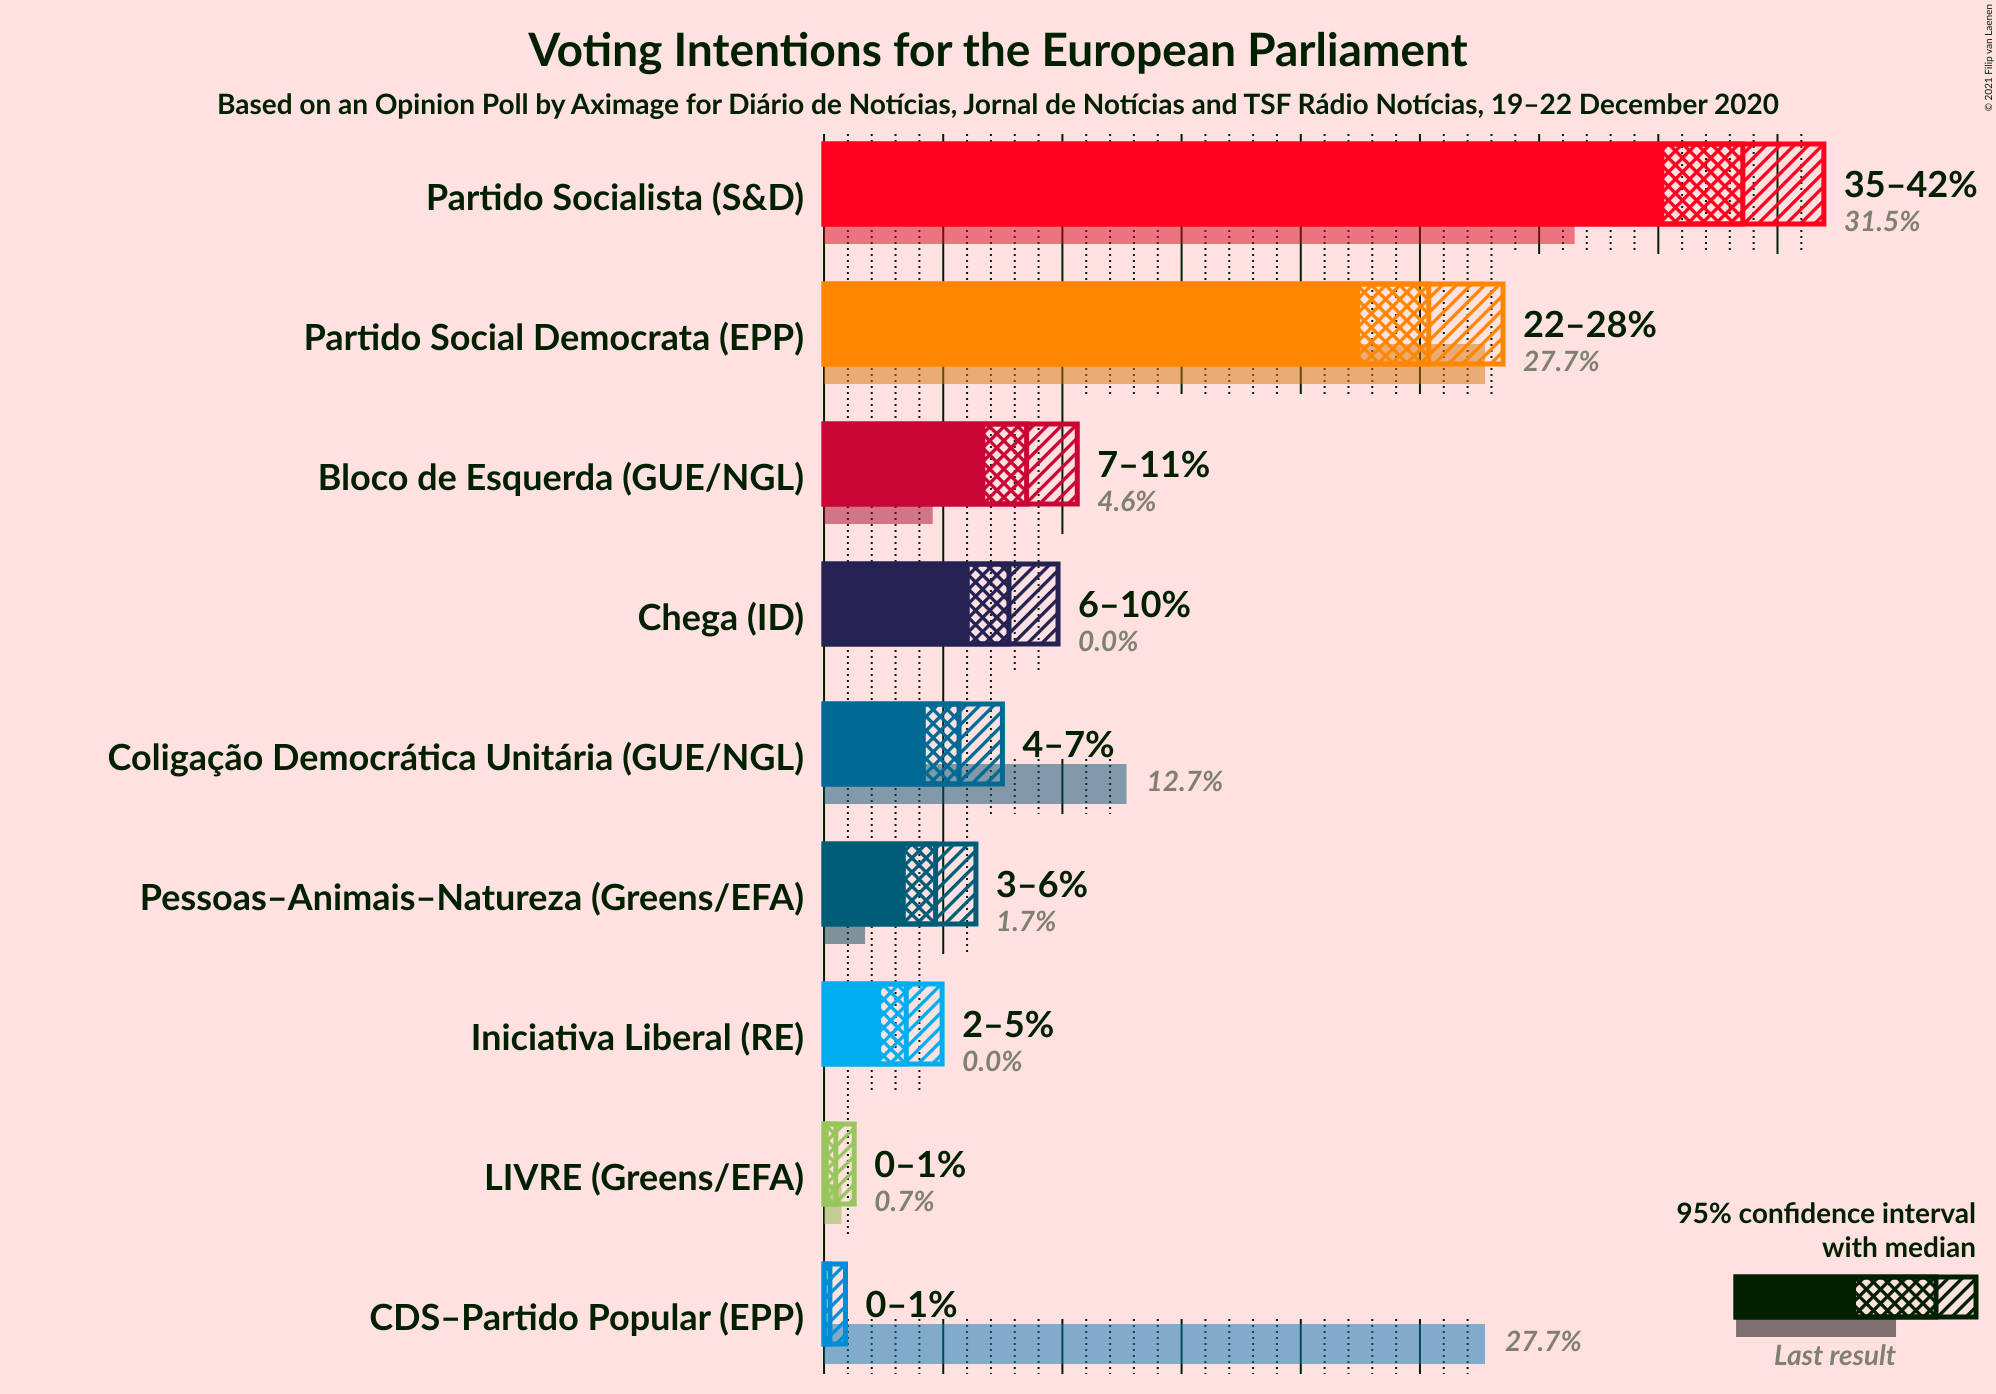 Voting Intentions for the European Parliament
Based on an Opinion Poll by Aximage for Diário de Notícias, Jornal de Notícias and TSF Rádio Notícias, 19–22 December 2020
© 2021 Filip van Laenen
Partido Socialista (S&D)
35–42%
31.5%
Partido Social Democrata (EPP)
22–28%
27.7%
Bloco de Esquerda (GUE/NGL)
7–11%
4.6%
Chega (ID)
6–10%
0.0%
Coligação Democrática Unitária (GUE/NGL)
4–7%
12.7%
Pessoas–Animais–Natureza (Greens/EFA)
3–6%
1.7%
Iniciativa Liberal (RE)
2–5%
0.0%
LIVRE (Greens/EFA)
0–1%
0.7%
CDS–Partido Popular (EPP)
0–1%
27.7%
95% confidence interval
with median
Last result